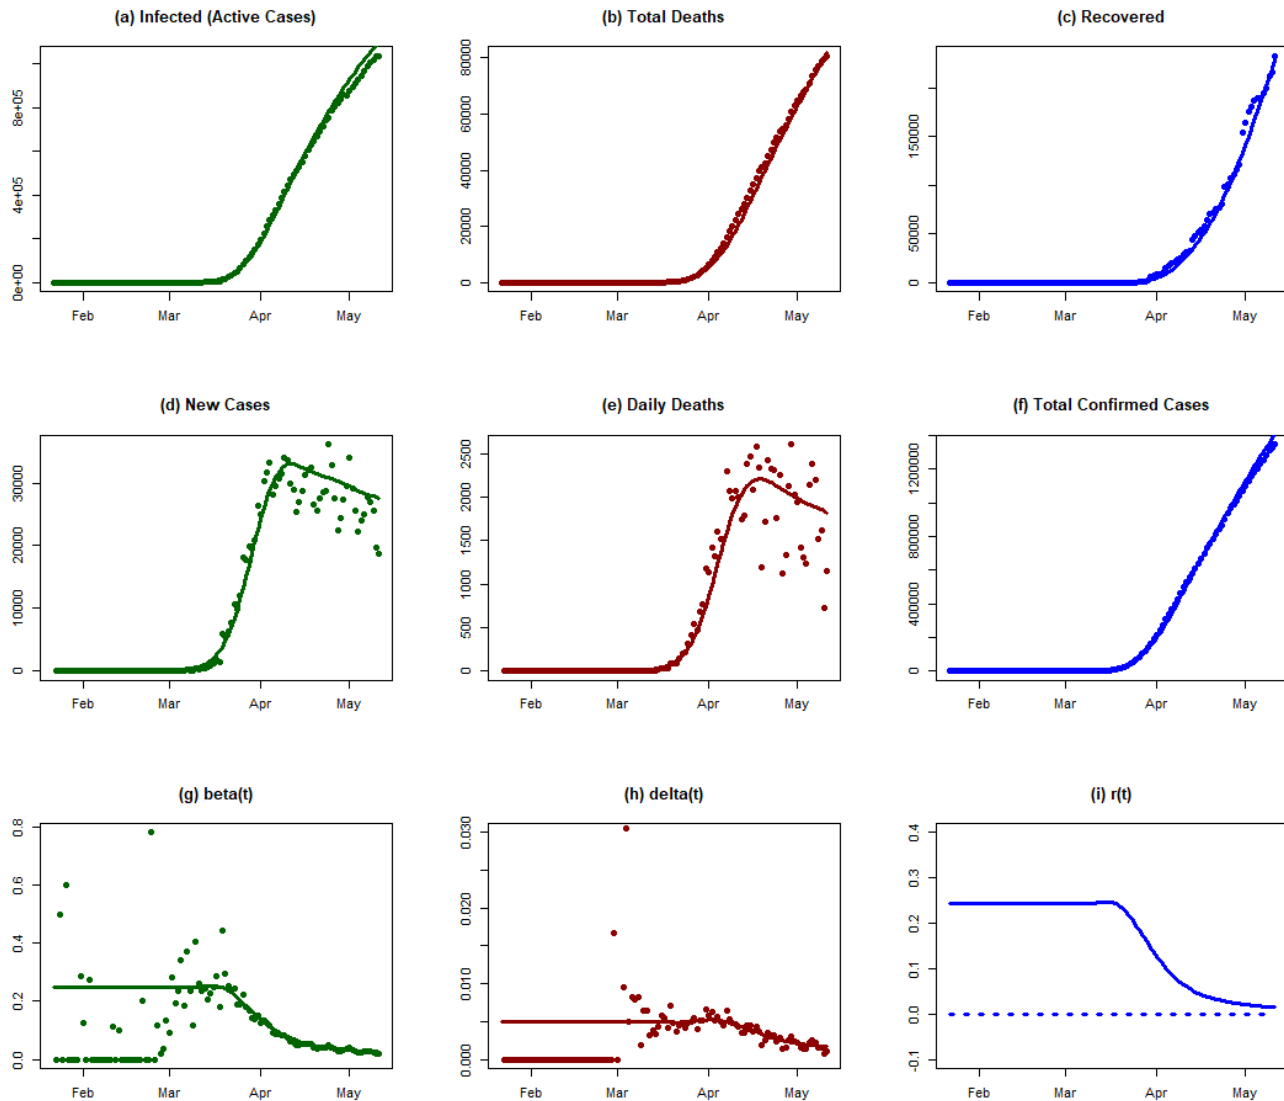 (a) Infected (Active Cases)
0e+00 4e+05 8e+05
Feb Mar Apr May
(b) Total Deaths
0 20000 40000 60000 80000
Feb Mar Apr May
(c) Recovered
0 50000 150000
Feb Mar Apr May
(d) New Cases
0 10000 20000 30000
Feb Mar Apr May
(e) Daily Deaths
0 500 1000 1500 2000 2500
Feb Mar Apr May
(f) Total Confirmed Cases
0 400000 800000 1200000
Feb Mar Apr May
(g) beta(t)
0.0 0.2 0.4 0.6 0.8
Feb Mar Apr May
(h) delta(t)
0.000 0.010 0.020 0.030
Feb Mar Apr May
(i) r(t)
-0.1 0.0 0.1 0.2 0.3 0.4
Feb Mar Apr May